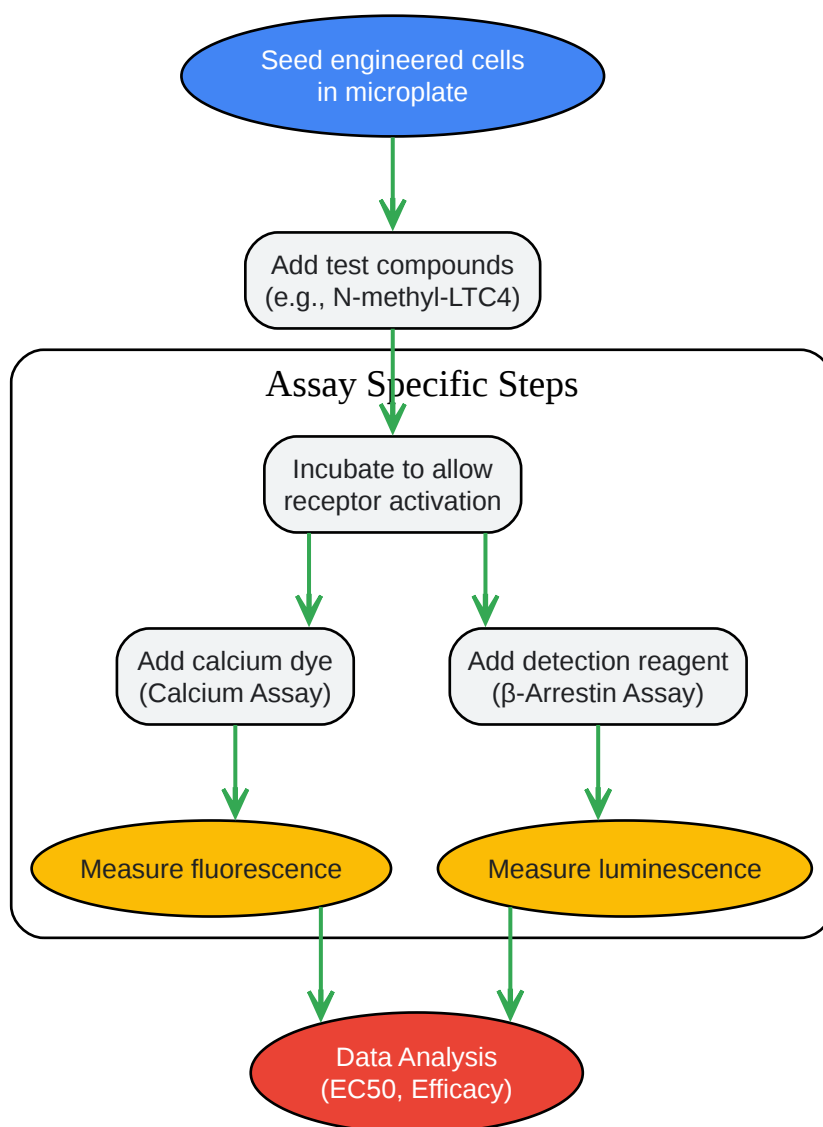 Seed engineered cells
in microplate
Add test compounds
(e.g., N-methyl-LTC4)
Assay Specific Steps
Incubate to allow
receptor activation
Add calcium dye
(Calcium Assay)
Add detection reagent
(β-Arrestin Assay)
Measure fluorescence
Measure luminescence
Data Analysis
(EC50, Efficacy)